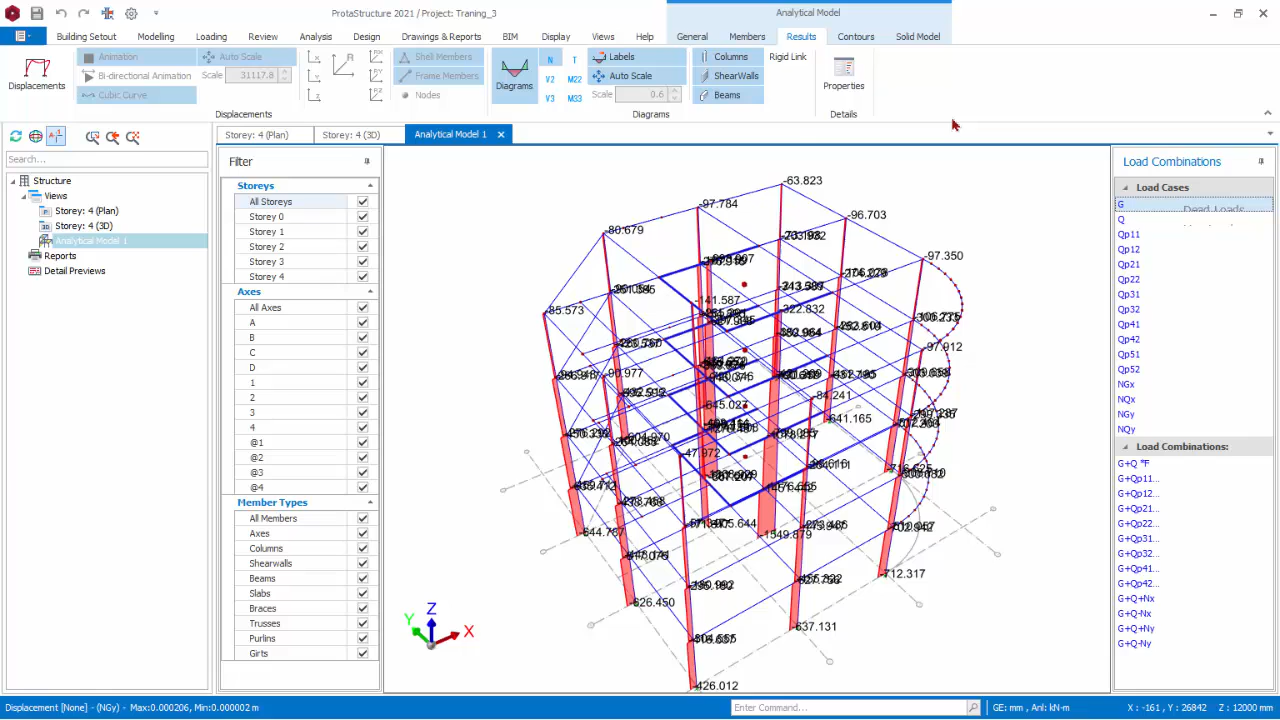 ProtaStructure 2021 / Project: Traning_3
Analytical Model
Building Setout
Modelling
Loading
Review
Analysis
Design
Drawings & Reports
BIM
Display
Views
Help
General
Members
Results
Contours
Solid Model
Displacements
Animation
Bi-directional Animation
Cubic Curve
Auto Scale
Scale
31117.8
Shell Members
Frame Members
Nodes
Displacements
Diagrams
N
T
V2
M22
V3
M33
Labels
Auto Scale
Scale
0.6
Columns
ShearWalls
Beams
Rigid Link
Diagrams
Properties
Details
Storey: 4 (Plan)
Storey: 4 (3D)
Analytical Model 1
Search...
Structure
Views
Storey: 4 (Plan)
Storey: 4 (3D)
Analytical Model 1
Reports
Detail Previews
Filter
Storeys
All Storeys
Storey 0
Storey 1
Storey 2
Storey 3
Storey 4
Axes
All Axes
A
B
C
D
1
2
3
4
@1
@2
@3
@4
Member Types
All Members
Axes
Columns
Shearwalls
Beams
Slabs
Braces
Trusses
Purlins
Girts
-63.823
-97.784
-96.703
-80.679
-97.350
-85.573
-141.587
-322.832
-97.912
-90.977
-84.241
-645.027
-641.165
-47.972
-1549.879
-644.767
-712.317
-626.450
-637.131
-426.012
X
Y
Z
Load Combinations
Load Cases
G
Dead Loads
Q
Qp11
Qp12
Qp21
Qp22
Qp31
Qp32
Qp41
Qp42
Qp51
Qp52
NGx
NQx
NGy
NQy
Load Combinations:
G+Q *F
G+Qp11...
G+Qp12...
G+Qp21...
G+Qp22...
G+Qp31...
G+Qp32...
G+Qp41...
G+Qp42...
G+Q+Nx
G+Q-Nx
G+Q+Ny
G+Q-Ny
Displacement [None] - (NGy) - Max:0.000206, Min:0.000002 m
Enter Command...
GE: mm , Anl: kN-m
X : -161 , Y : 26842
Z : 12000 mm